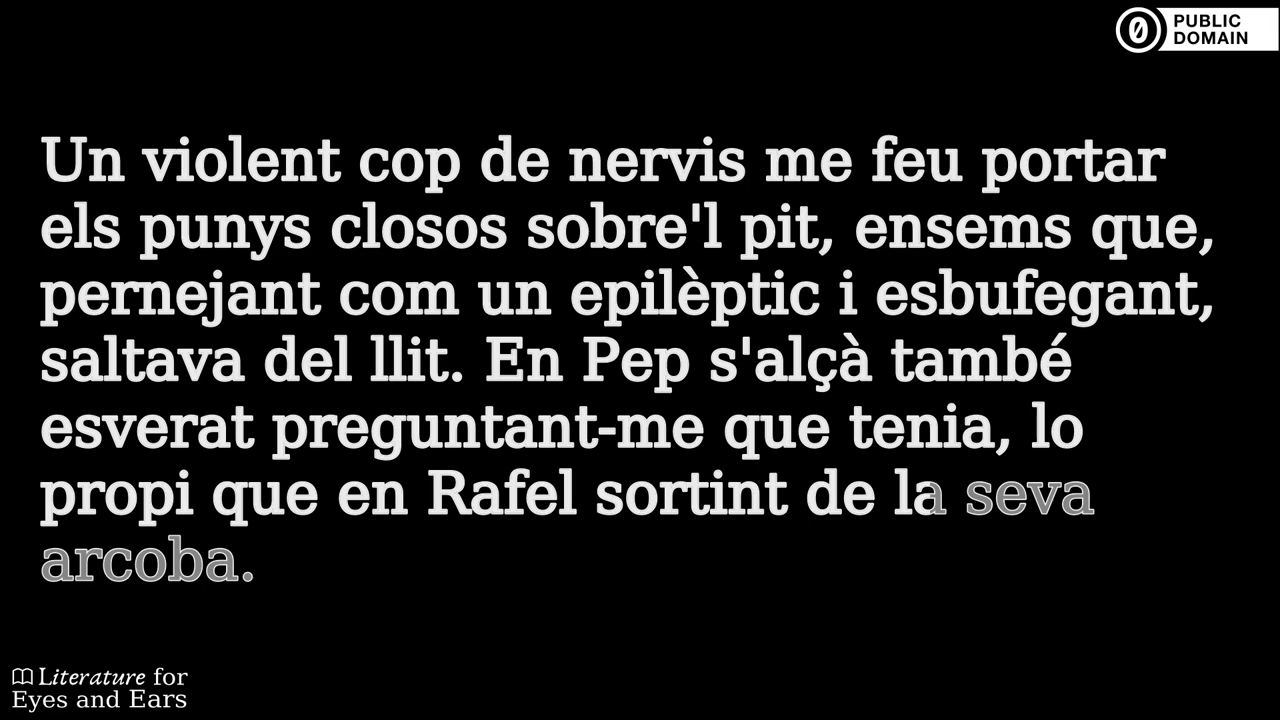 PUBLIC
DOMAIN
Un violent cop de nervis me feu portar
els punys closos sobre'l pit, ensems que,
pernejant com un epilèptic i esbufegant,
saltava del llit. En Pep s'alçà també
esverat preguntant-me que tenia, lo
propi que en Rafel sortint de la seva
arcoba.
Literature for
Eyes and Ears